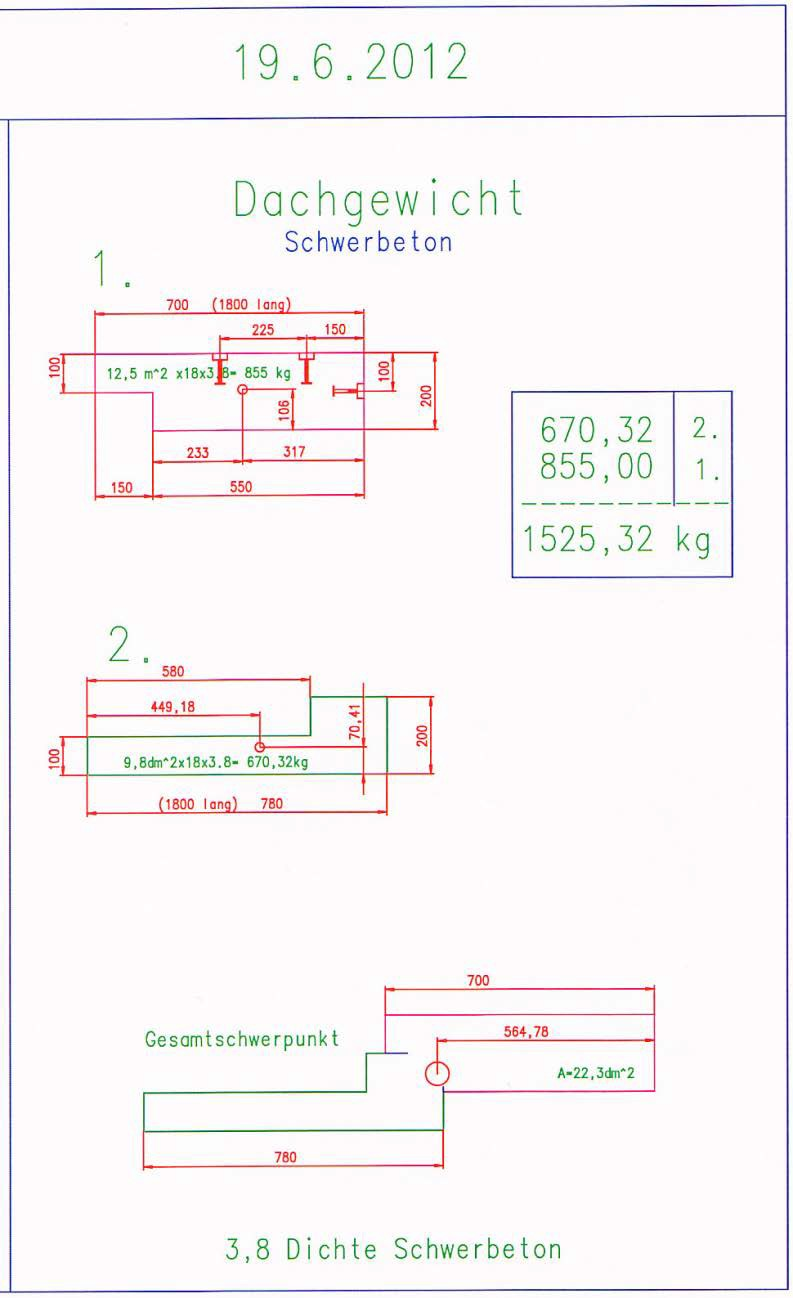 19.6.2012
Dachgewicht
Schwerbeton
1.
700 (1800 lang)
225
150
100
12,5 m^2 x18x3,8= 855 kg
100
200
106
233
317
150
550
670,32 2.
855,00 1.
1525,32 kg
2.
580
449,18
70,41
200
100
9,8dm^2x18x3.8= 670,32kg
(1800 lang) 780
700
Gesamtschwerpunkt
564,78
A=22,3dm^2
780
3,8 Dichte Schwerbeton